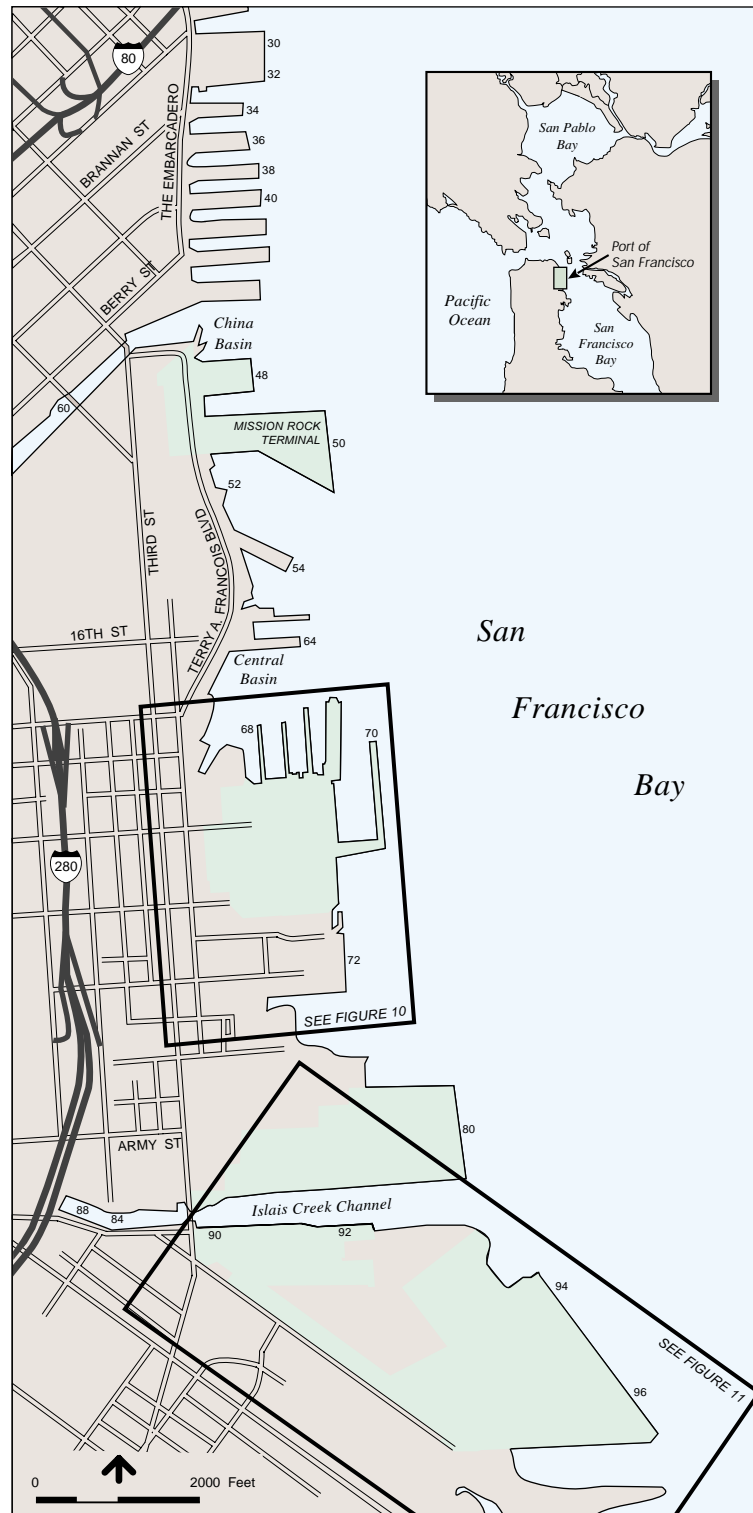 30
80
32
THE EMBARCADERO
34
BRANNAN ST
36
38
40
BERRY ST
San Pablo
Bay
Port of
San Francisco
Pacific
Ocean
San
Francisco
Bay
China
Basin
48
60
MISSION ROCK
TERMINAL
50
52
THIRD ST
TERRY A. FRANCOIS BLVD
54
16TH ST
64
Central
Basin
San
Francisco
Bay
68
70
280
72
SEE FIGURE 10
80
ARMY ST
88
84
Islais Creek Channel
90
92
94
SEE FIGURE 11
96
0
2000 Feet